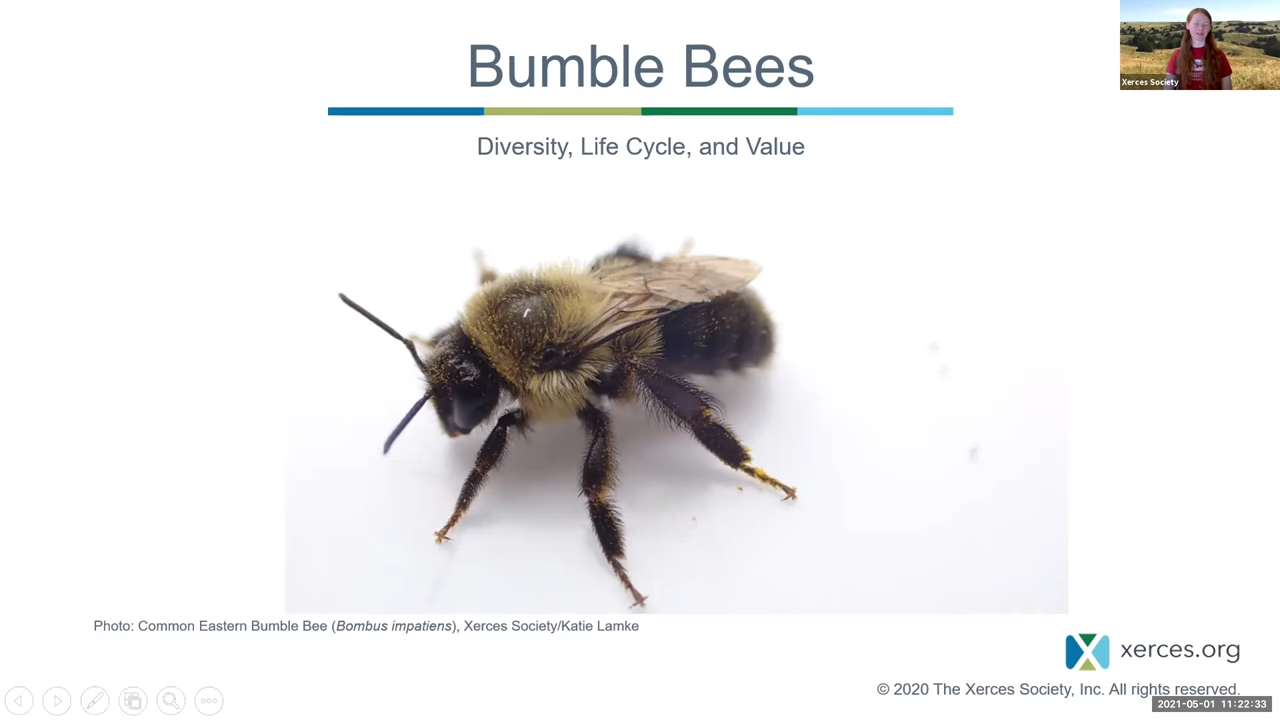 Bumble Bees
Xerces Society
Diversity, Life Cycle, and Value
Photo: Common Eastern Bumble Bee (Bombus impatiens), Xerces Society/Katie Lamke
xerces.org
© 2020 The Xerces Society, Inc. All rights reserved.
2021-05-01 11:22:33